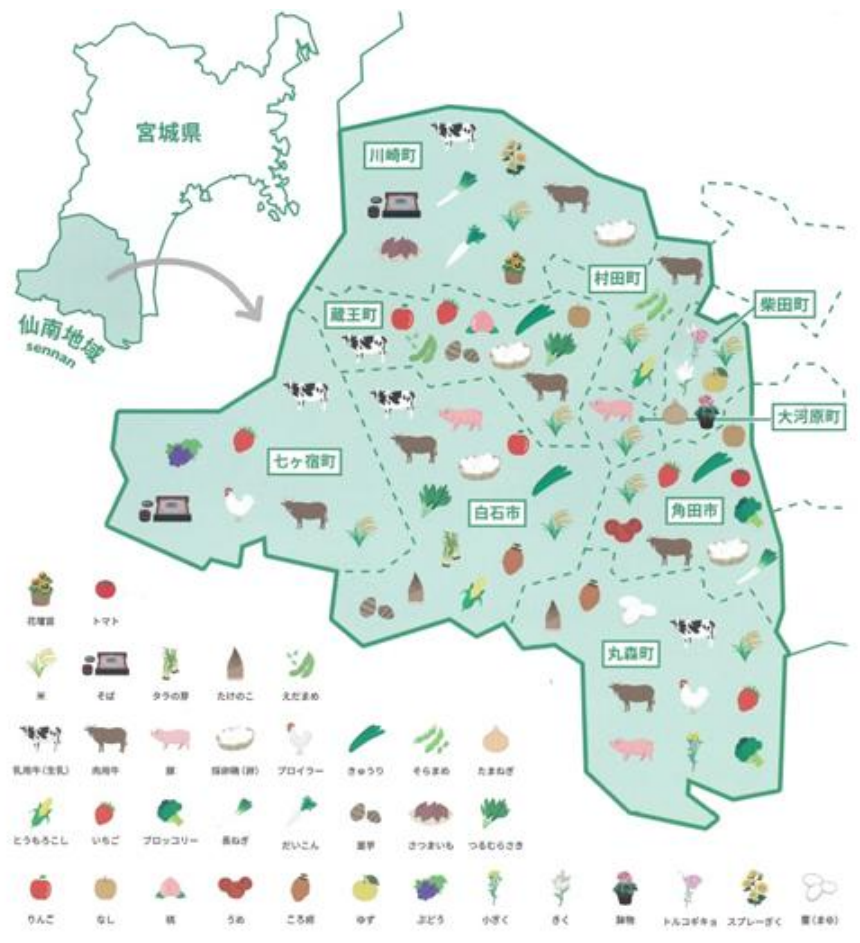 宮城県
川崎町
村田町
蔵王町
柴田町
仙南地域
sennan
大河原町
七ヶ宿町
白石市
角田市
丸森町
花壇苗 トマト
米 そば タラの芽 たけのこ えだまめ
乳用牛(生乳) 肉用牛 豚 採卵鶏(卵) ブロイラー きゅうり そらまめ たまねぎ
とうもろこし いちご ブロッコリー 長ねぎ だいこん 里芋 さつまいも つるむらさき
りんご なし 桃 うめ ころ柿 ゆず ぶどう 小ぎく きく 鉢物 トルコギキョ スプレーぎく 繭(まゆ)